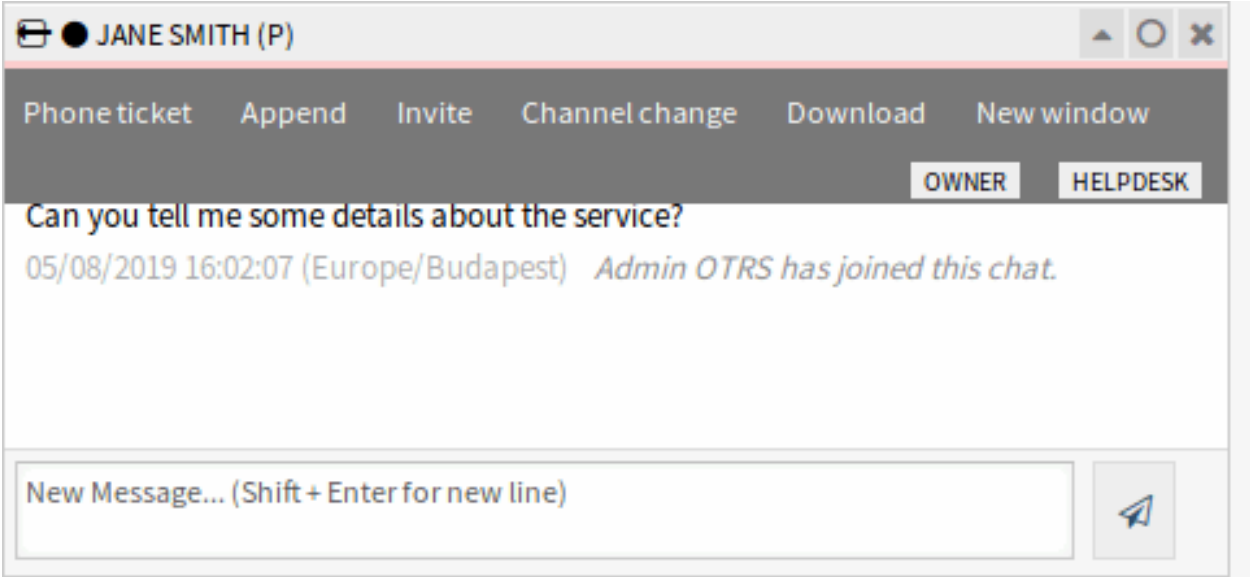 JANE SMITH (P)
Phone ticket Append Invite Channel change Download New window
OWNER HELPDESK
Can you tell me some details about the service?
05/08/2019 16:02:07 (Europe/Budapest) Admin OTRS has joined this chat.
New Message... (Shift + Enter for new line)